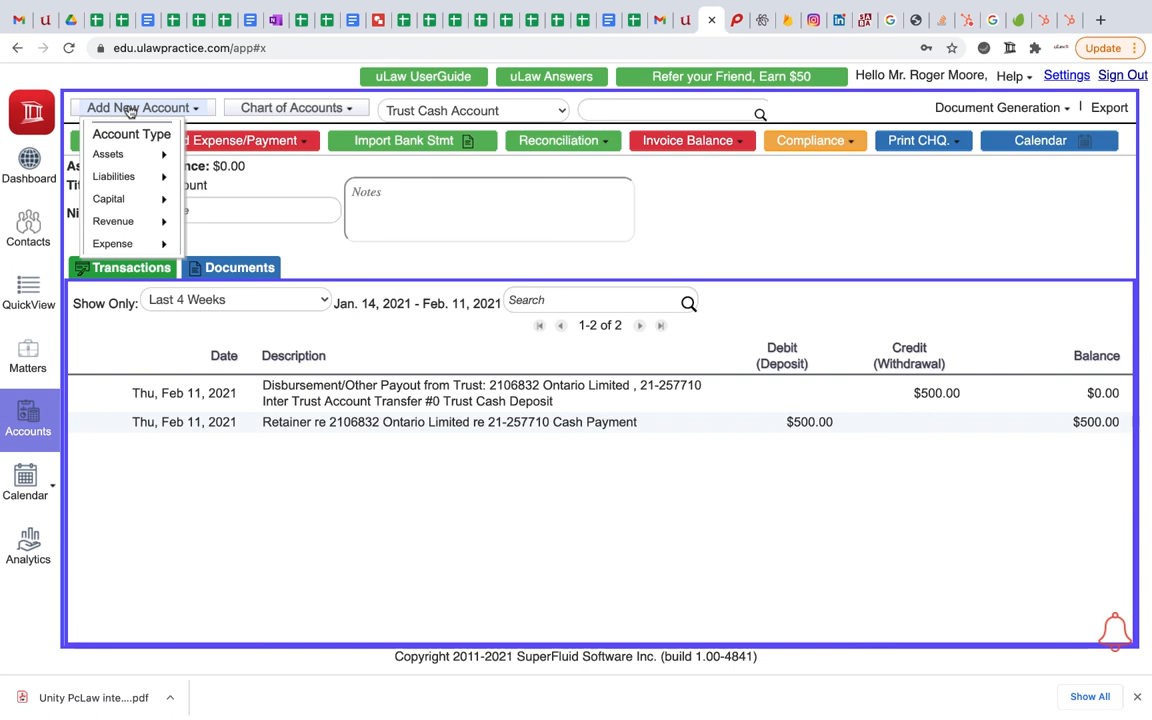 edu.ulawpractice.com/app#x
Update
uLaw UserGuide
uLaw Answers
Refer your Friend, Earn $50
Hello Mr. Roger Moore,
Help
Settings
Sign Out
Add New Account
Chart of Accounts
Trust Cash Account
Document Generation
Export
d Expense/Payment
Import Bank Stmt
Reconciliation
Invoice Balance
Compliance
Print CHQ.
Calendar
Account Type
Assets
Liabilities
Capital
Revenue
Expense
As
nce: $0.00
Tit
ount
Ni
e
Notes
Dashboard
Contacts
QuickView
Matters
Accounts
Calendar
Analytics
Transactions
Documents
Show Only:
Last 4 Weeks
Jan. 14, 2021 - Feb. 11, 2021
Search
1-2 of 2
Date
Description
Debit
(Deposit)
Credit
(Withdrawal)
Balance
Thu, Feb 11, 2021
Disbursement/Other Payout from Trust: 2106832 Ontario Limited , 21-257710
Inter Trust Account Transfer #0 Trust Cash Deposit
$500.00
$0.00
Thu, Feb 11, 2021
Retainer re 2106832 Ontario Limited re 21-257710 Cash Payment
$500.00
$500.00
Copyright 2011-2021 SuperFluid Software Inc. (build 1.00-4841)
Unity PcLaw inte....pdf
Show All